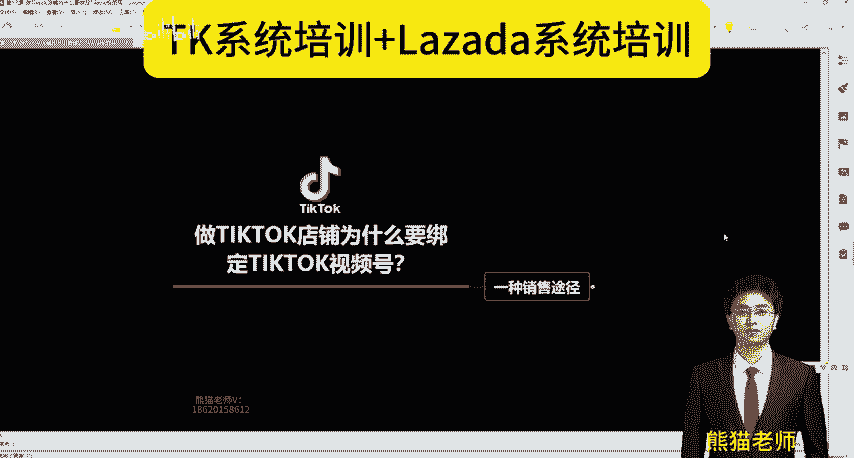 TK系统培训+Lazada系统培训
TikTok
做TIKTOK店铺为什么要绑
定TIKTOK视频号？
一种销售途径
熊猫老师V：
18620158612
熊猫老师